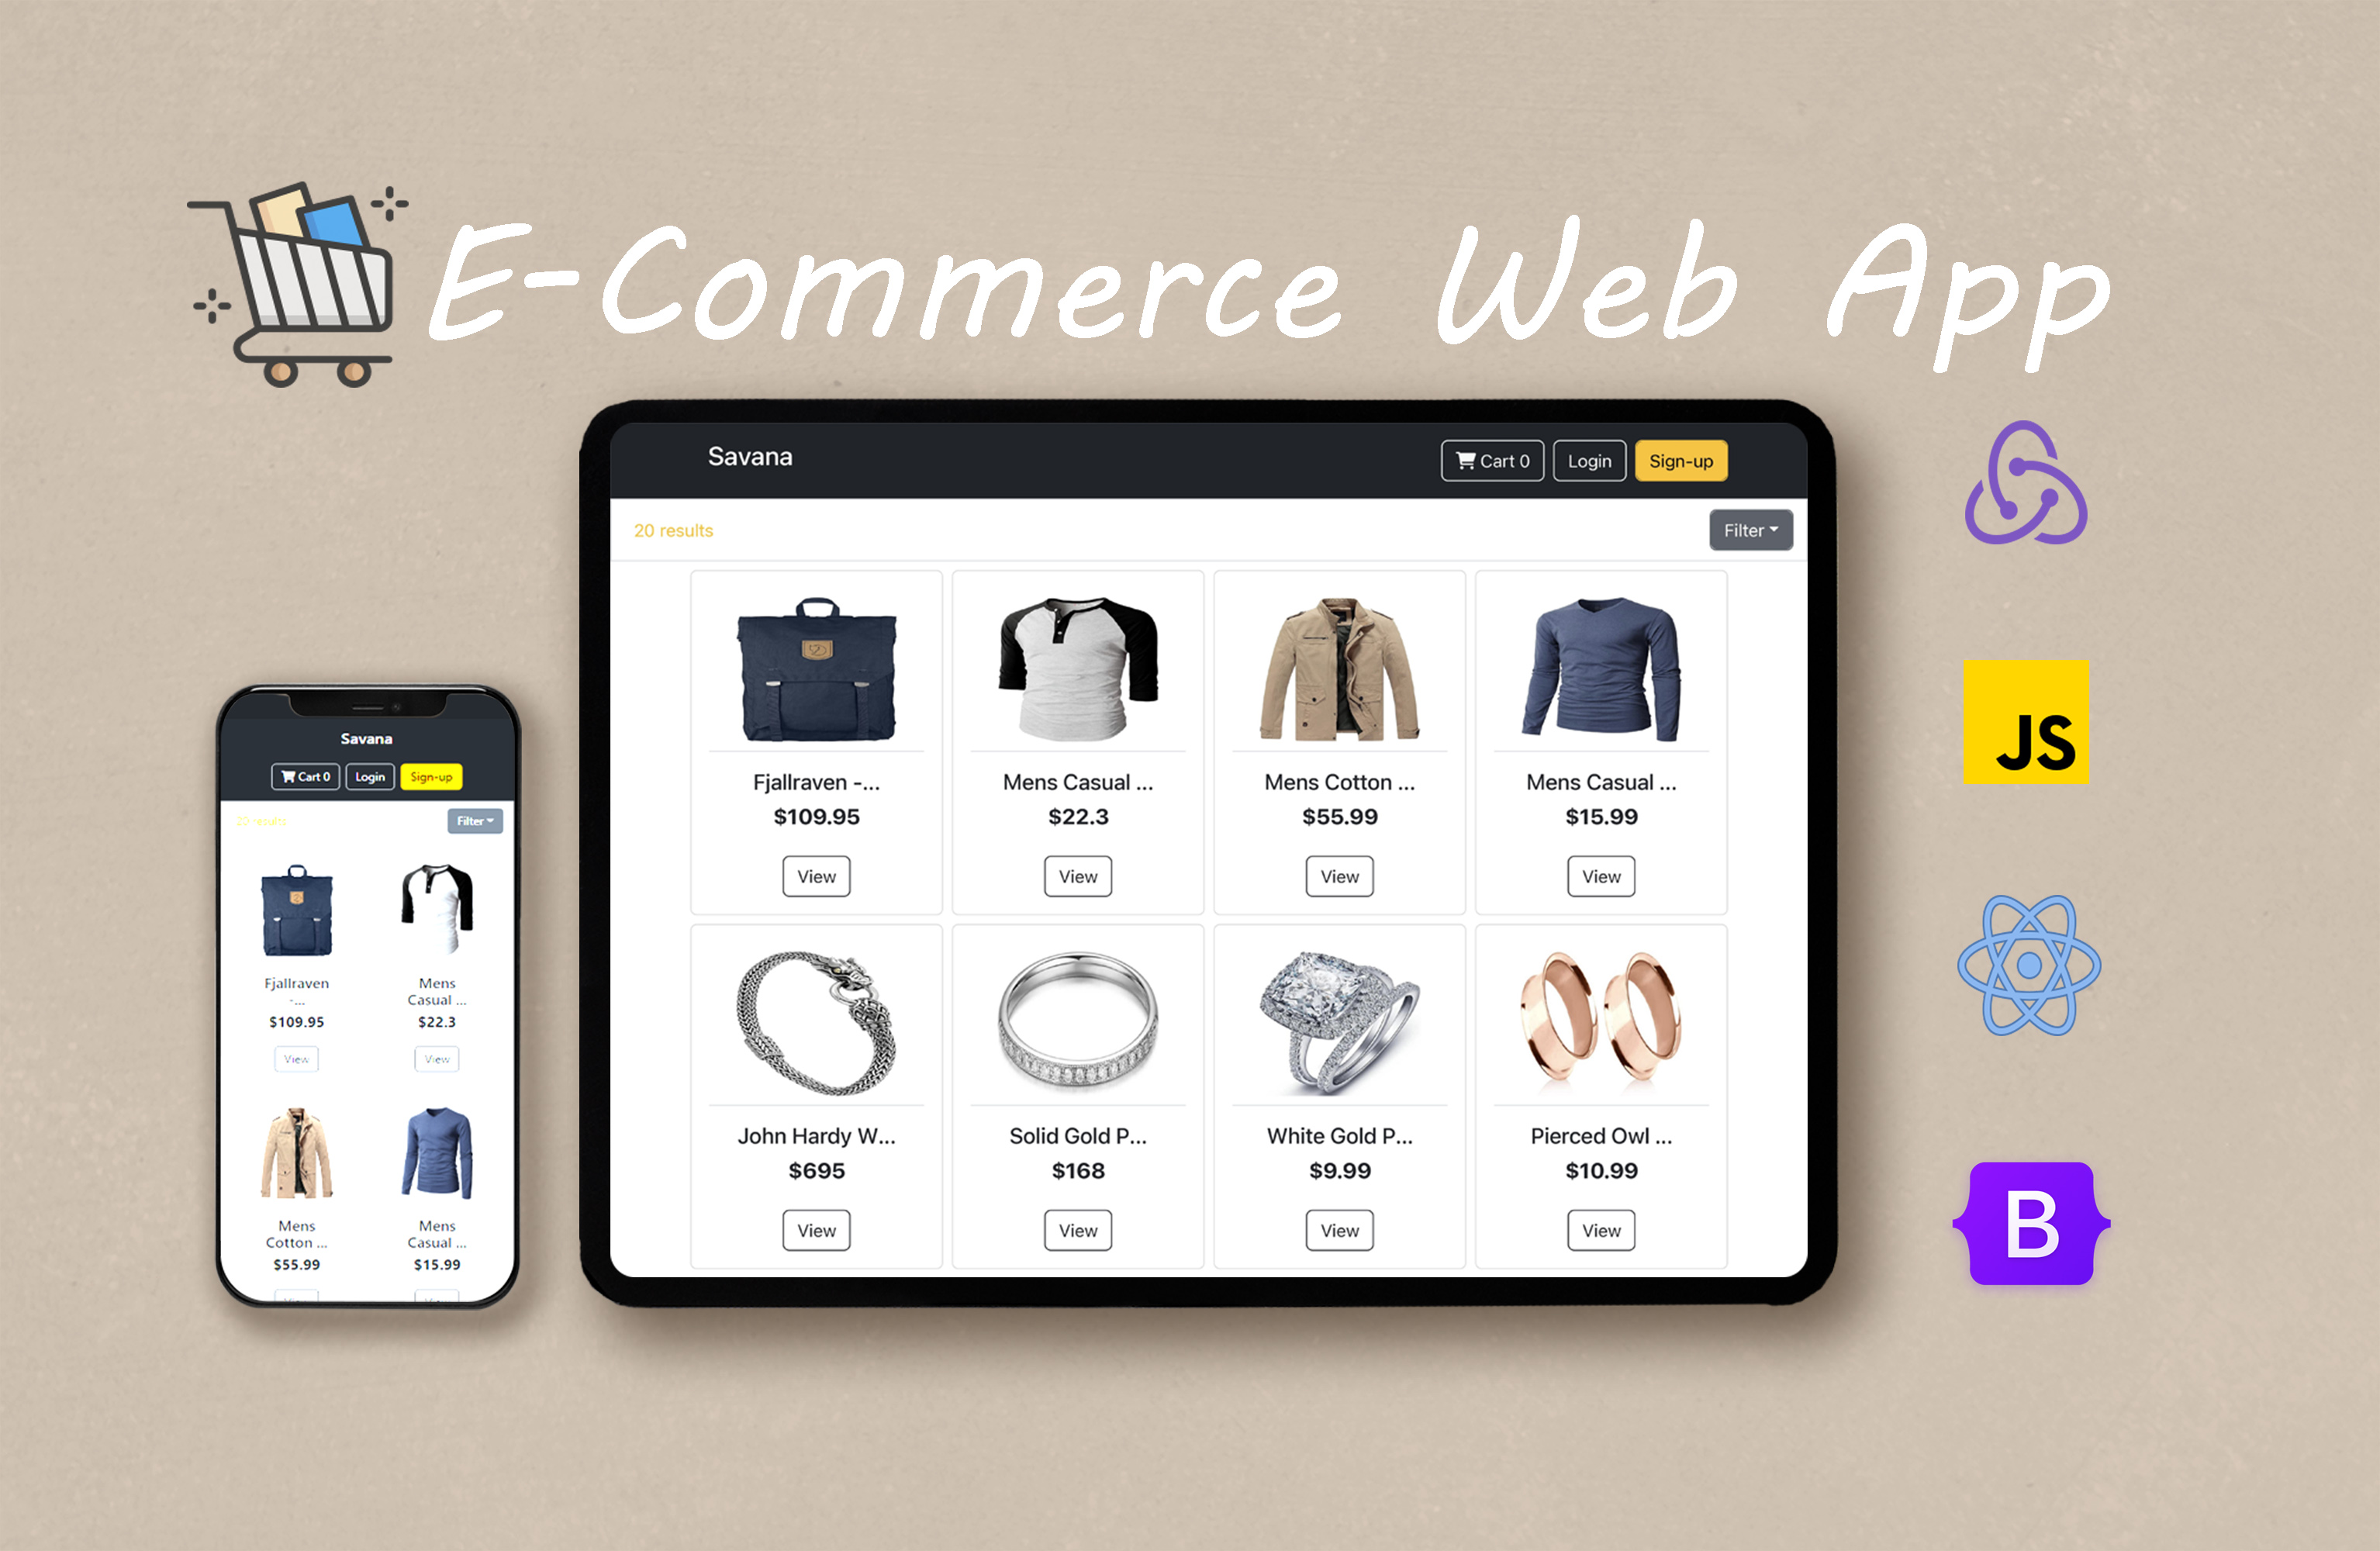 E-Commerce Web App
Savana
Cart 0 Login Sign-up
20 results
Filter
Fjallraven -...
$109.95
View
Mens Casual ...
$22.3
View
Mens Cotton ...
$55.99
View
Mens Casual ...
$15.99
View
John Hardy W...
$695
View
Solid Gold P...
$168
View
White Gold P...
$9.99
View
Pierced Owl ...
$10.99
View
Savana
Cart 0 Login Sign-up
20 results
Filter
Fjallraven
-...
$109.95
View
Mens
Casual ...
$22.3
View
Mens
Cotton ...
$55.99
View
Mens
Casual ...
$15.99
View
JS
B